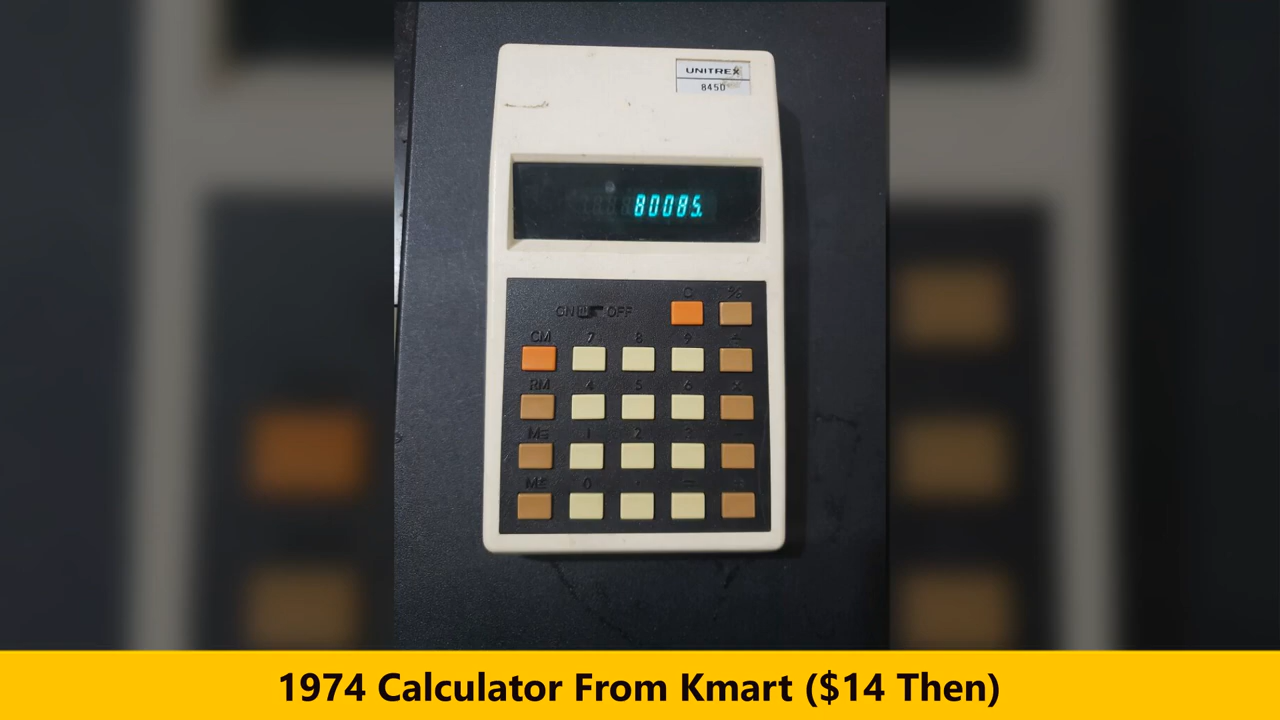 UNITREX
8450
80085.
ON OFF C %
CM 7 8 9 ÷
RM 4 5 6 X
1 2 3
0 . =
1974 Calculator From Kmart ($14 Then)